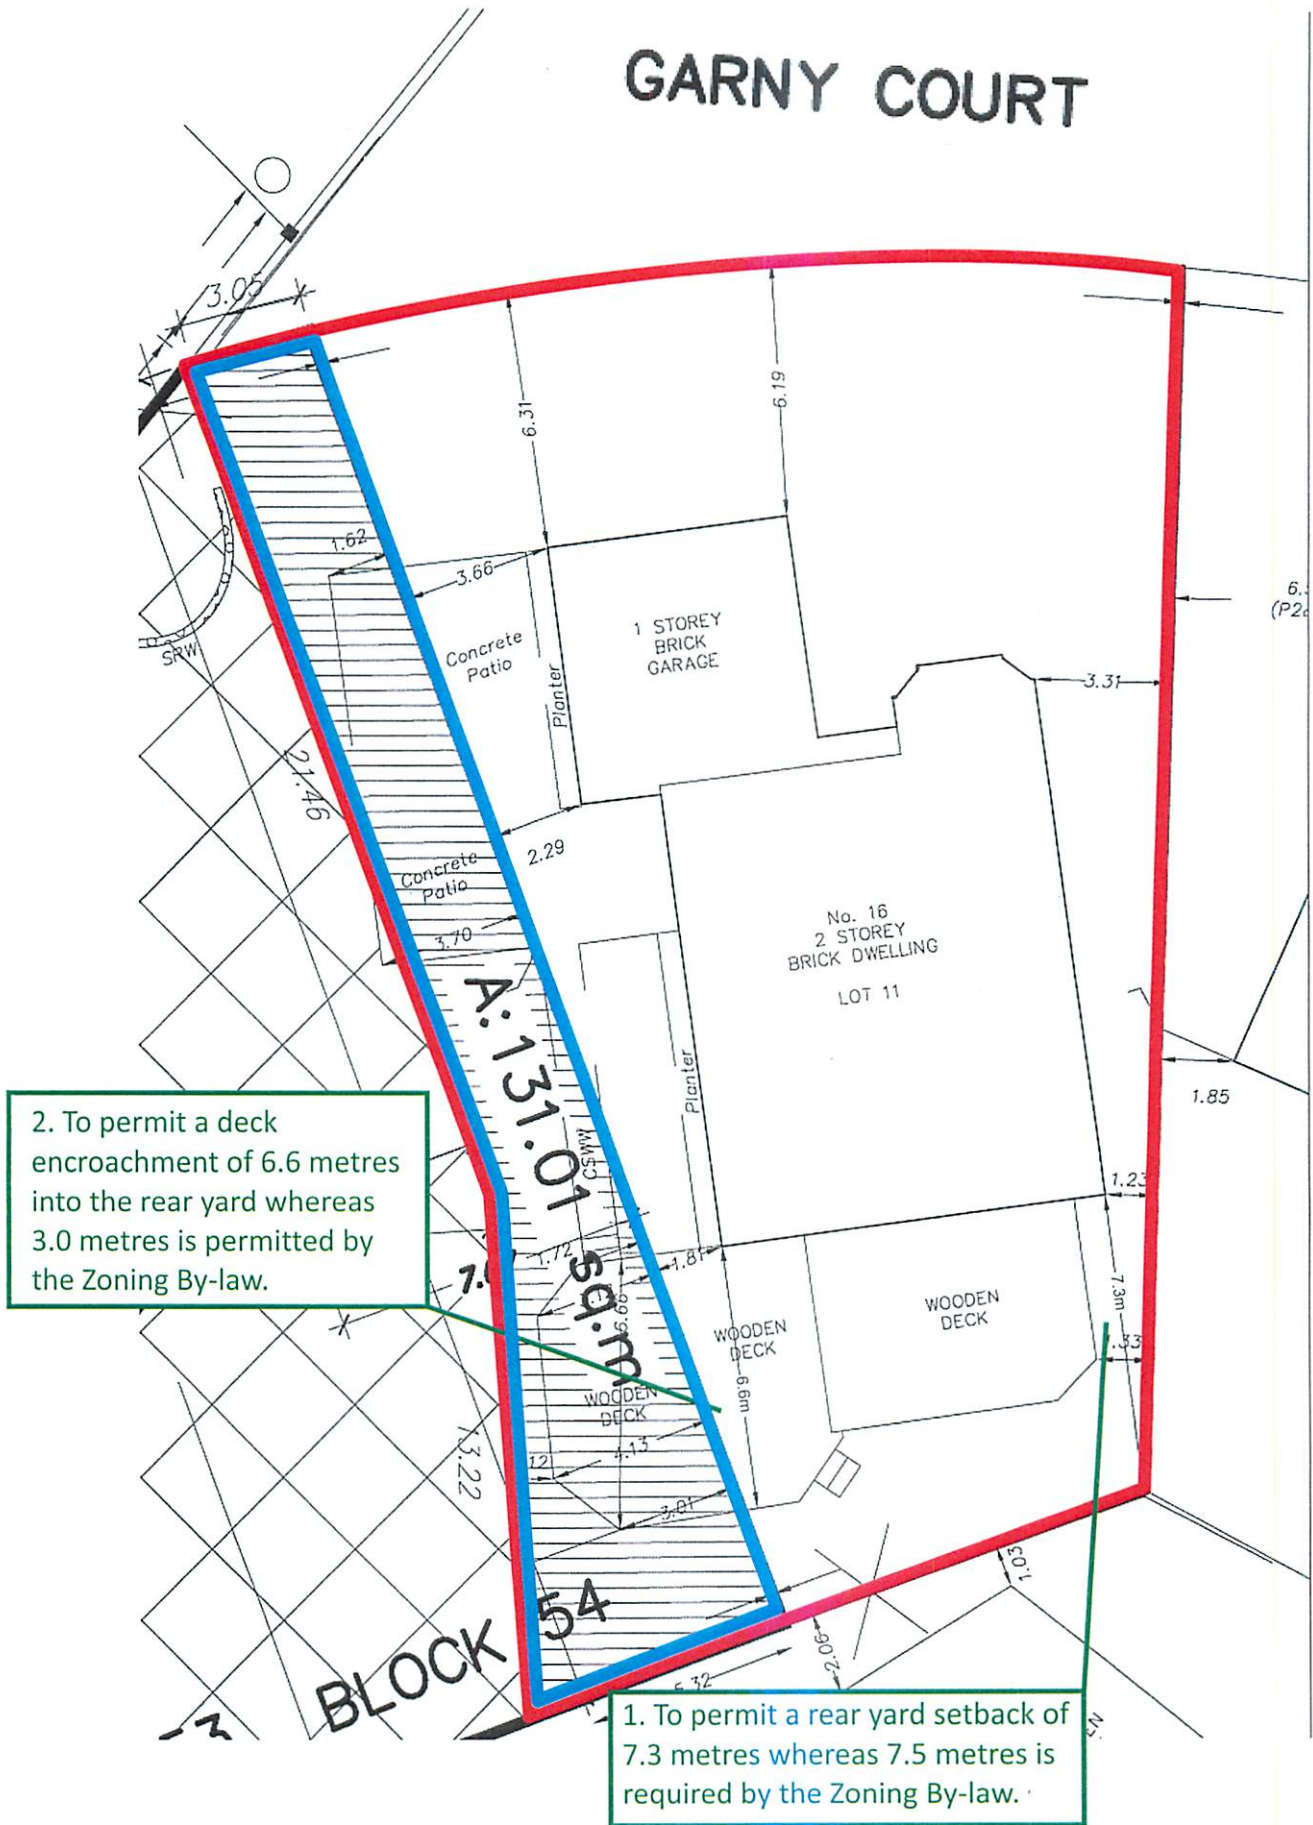 GARNY COURT
3.05
6.31
6.19
1.62
3.66
1 STOREY
BRICK
GARAGE
Concrete
Patio
Planter
SRW
3.31
21.46
2.29
Concrete
Patio
3.70
No. 16
2 STOREY
BRICK DWELLING
LOT 11
A: 131.01 sq.m
CSWW
Planter
1.85
2. To permit a deck
encroachment of 6.6 metres
into the rear yard whereas
3.0 metres is permitted by
the Zoning By-law.
1.23
1.72
1.81
6.66
7.3m
WOODEN
DECK
WOODEN
DECK
6.6m
WOODEN
DECK
4.13
13.22
3.01
1.03
2.06
BLOCK 54
1. To permit a rear yard setback of
7.3 metres whereas 7.5 metres is
required by the Zoning By-law.